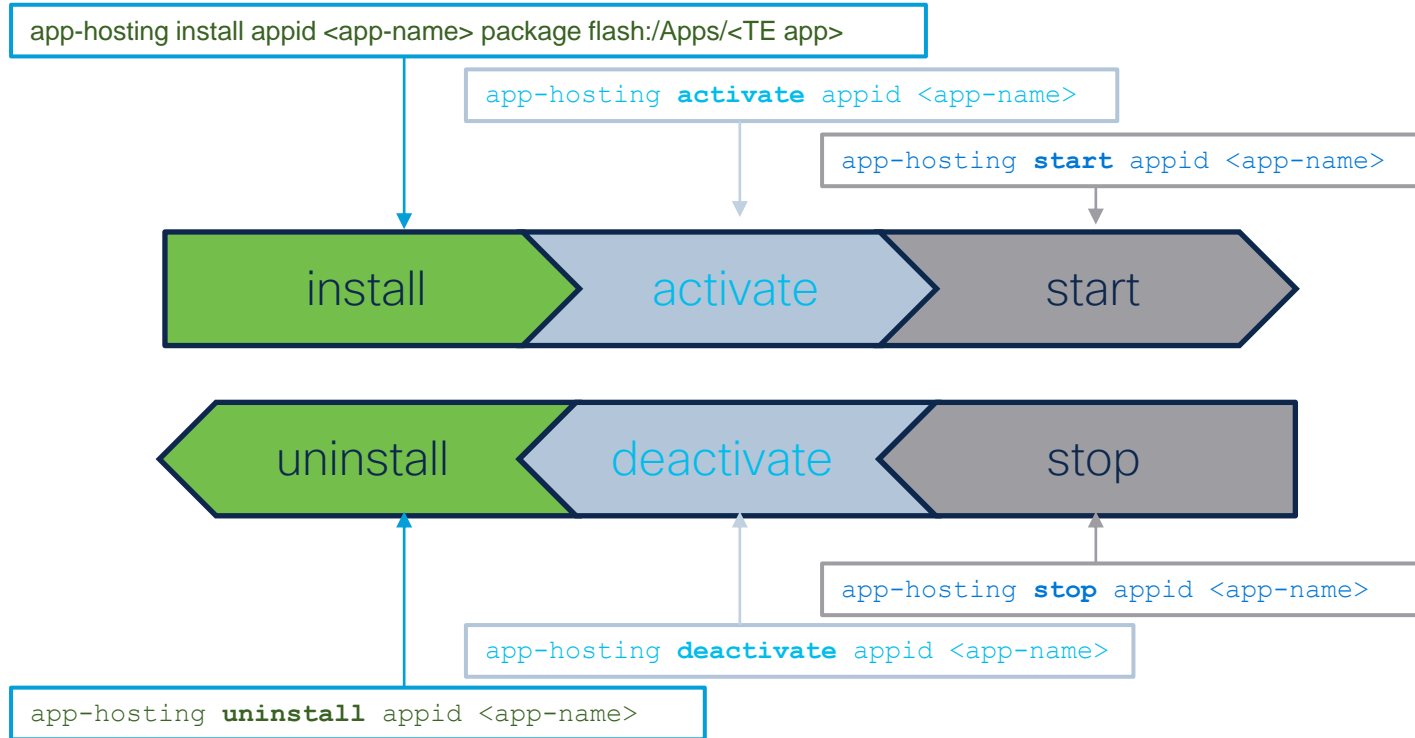 app-hosting install appid <app-name> package flash:/Apps/<TE app>
app-hosting activate appid <app-name>
app-hosting start appid <app-name>
install
activate
start
uninstall
deactivate
stop
app-hosting stop appid <app-name>
app-hosting deactivate appid <app-name>
app-hosting uninstall appid <app-name>